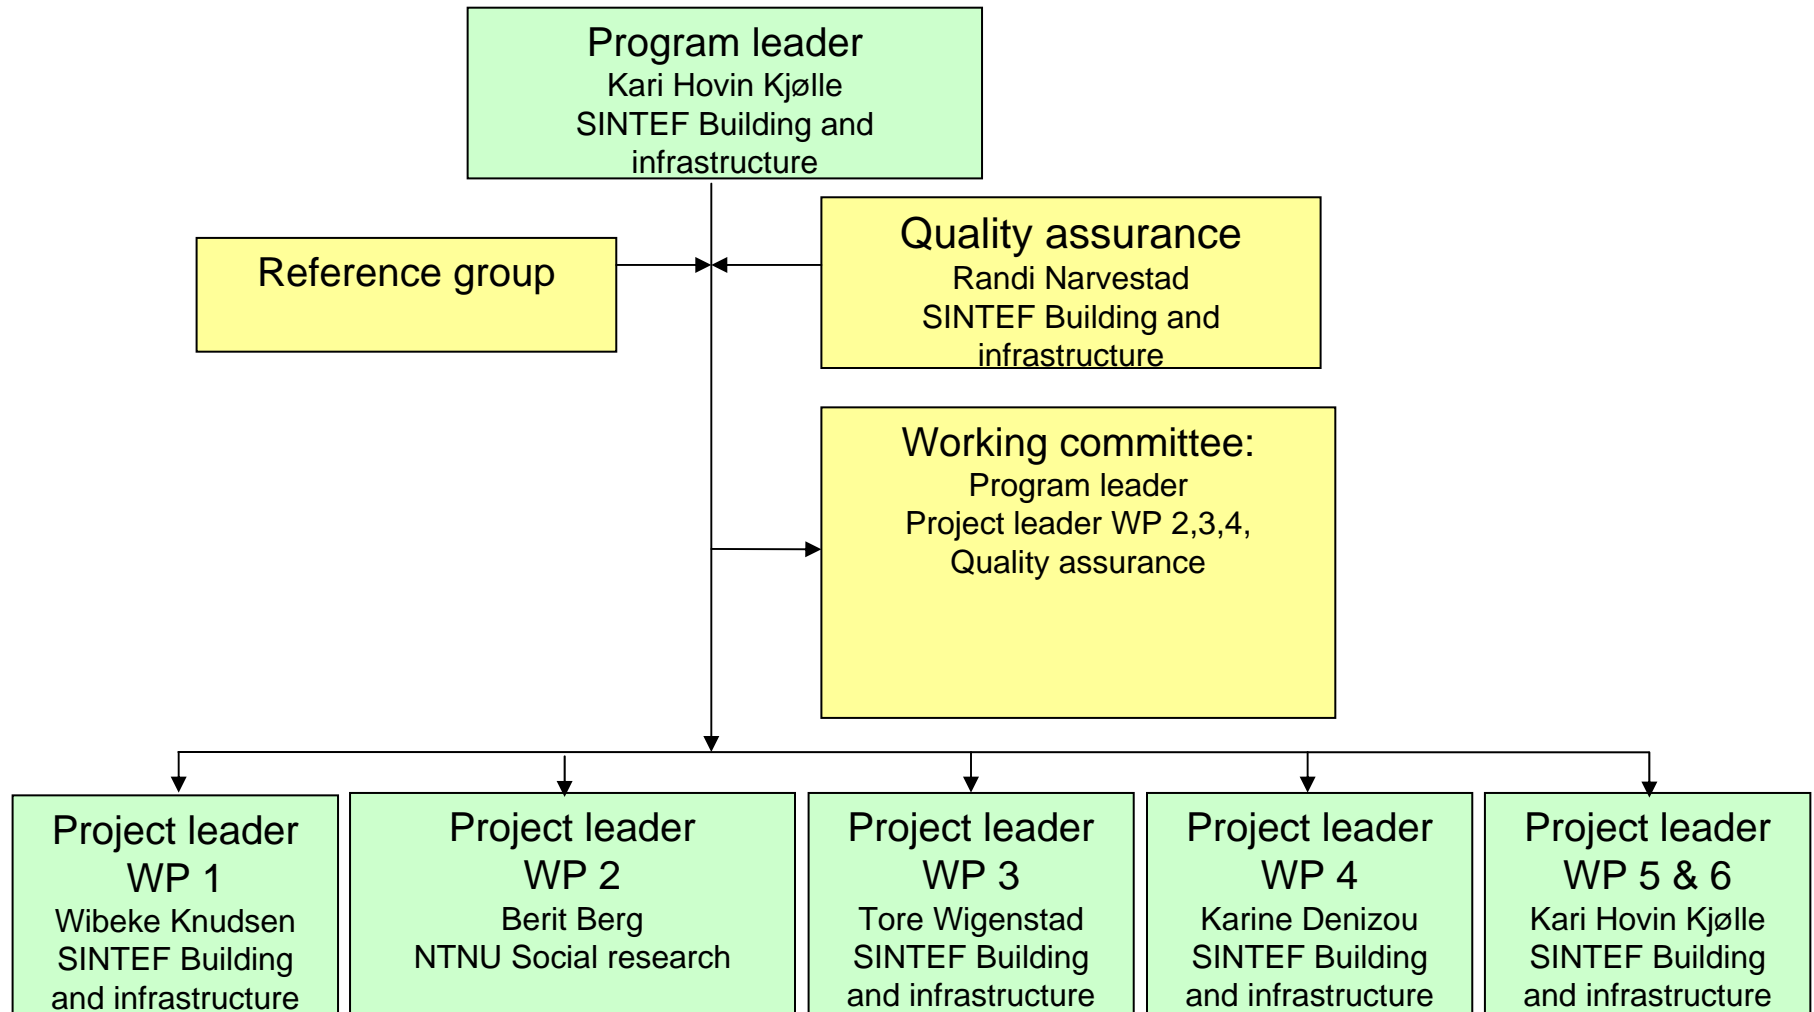 Program leader
Kari Hovin Kjølle
SINTEF Building and
infrastructure
Reference group
Quality assurance
Randi Narvestad
SINTEF Building and
infrastructure
Working committee:
Program leader
Project leader WP 2,3,4,
Quality assurance
Project leader
WP 1
Wibeke Knudsen
SINTEF Building
and infrastructure
Project leader
WP 2
Berit Berg
NTNU Social research
Project leader
WP 3
Tore Wigenstad
SINTEF Building
and infrastructure
Project leader
WP 4
Karine Denizou
SINTEF Building
and infrastructure
Project leader
WP 5 & 6
Kari Hovin Kjølle
SINTEF Building
and infrastructure